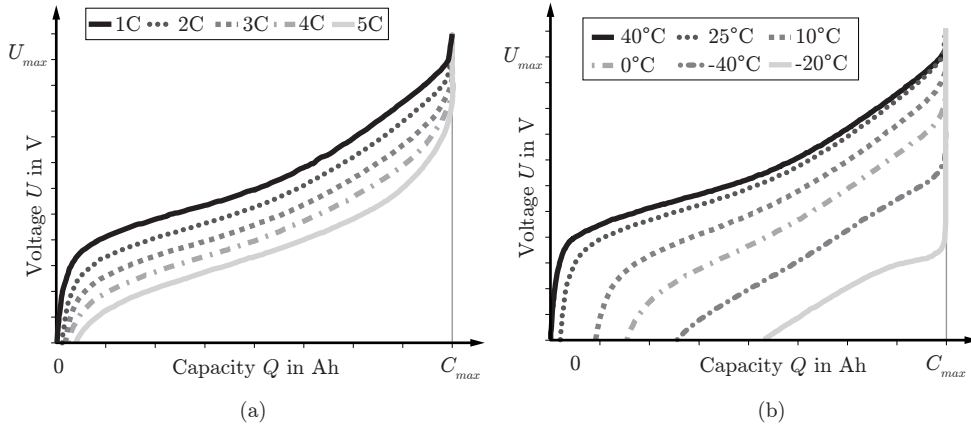 1C 2C 3C 4C 5C
U_max
Voltage U in V
0
Capacity Q in Ah
C_max
(a)
40°C 25°C 10°C
0°C -40°C -20°C
U_max
Voltage U in V
0
Capacity Q in Ah
C_max
(b)